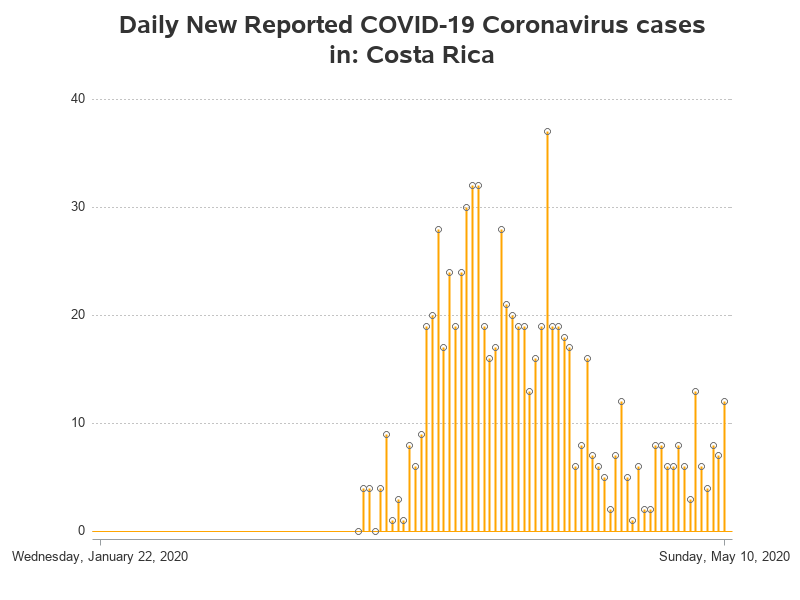 Daily New Reported COVID-19 Coronavirus cases
in: Costa Rica
40
30
20
10
0
Wednesday, January 22, 2020
Sunday, May 10, 2020